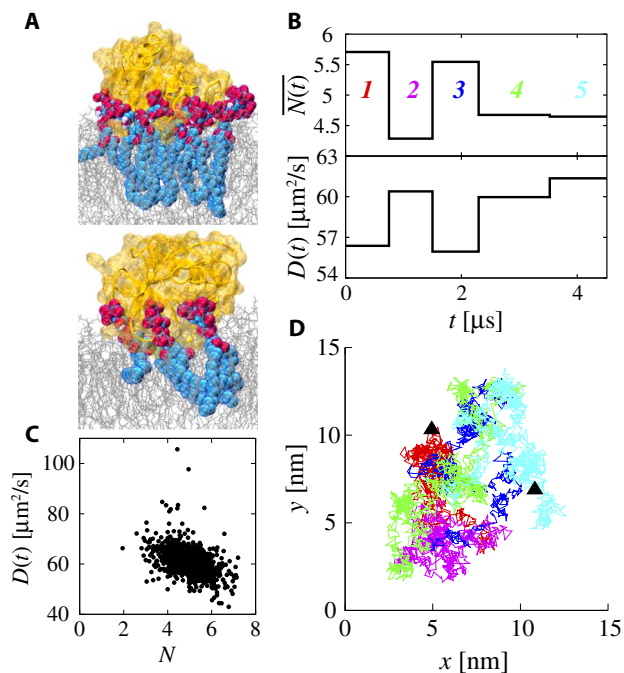 A
B
6
5.5
5
4.5
N(t)
1 2 3 4 5
63
60
57
54
D(t) [μm²/s]
0 2 4
t [μs]
C
100
80
60
40
D(t) [μm²/s]
0 2 4 6 8
N
D
15
10
5
0
y [nm]
0 5 10 15
x [nm]